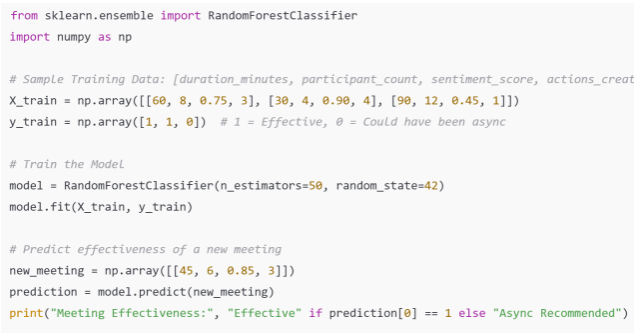 from sklearn.ensemble import RandomForestClassifier
import numpy as np
# Sample Training Data: [duration_minutes, participant_count, sentiment_score, actions_creat
X_train = np.array([[60, 8, 0.75, 3], [30, 4, 0.90, 4], [90, 12, 0.45, 1]])
y_train = np.array([1, 1, 0])  # 1 = Effective, 0 = Could have been async
# Train the Model
model = RandomForestClassifier(n_estimators=50, random_state=42)
model.fit(X_train, y_train)
# Predict effectiveness of a new meeting
new_meeting = np.array([[45, 6, 0.85, 3]])
prediction = model.predict(new_meeting)
print("Meeting Effectiveness:", "Effective" if prediction[0] == 1 else "Async Recommended")